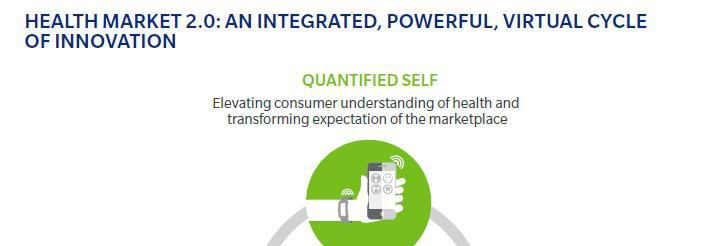 HEALTH MARKET 2.0: AN INTEGRATED, POWERFUL, VIRTUAL CYCLE
OF INNOVATION
QUANTIFIED SELF
Elevating consumer understanding of health and
transforming expectation of the marketplace